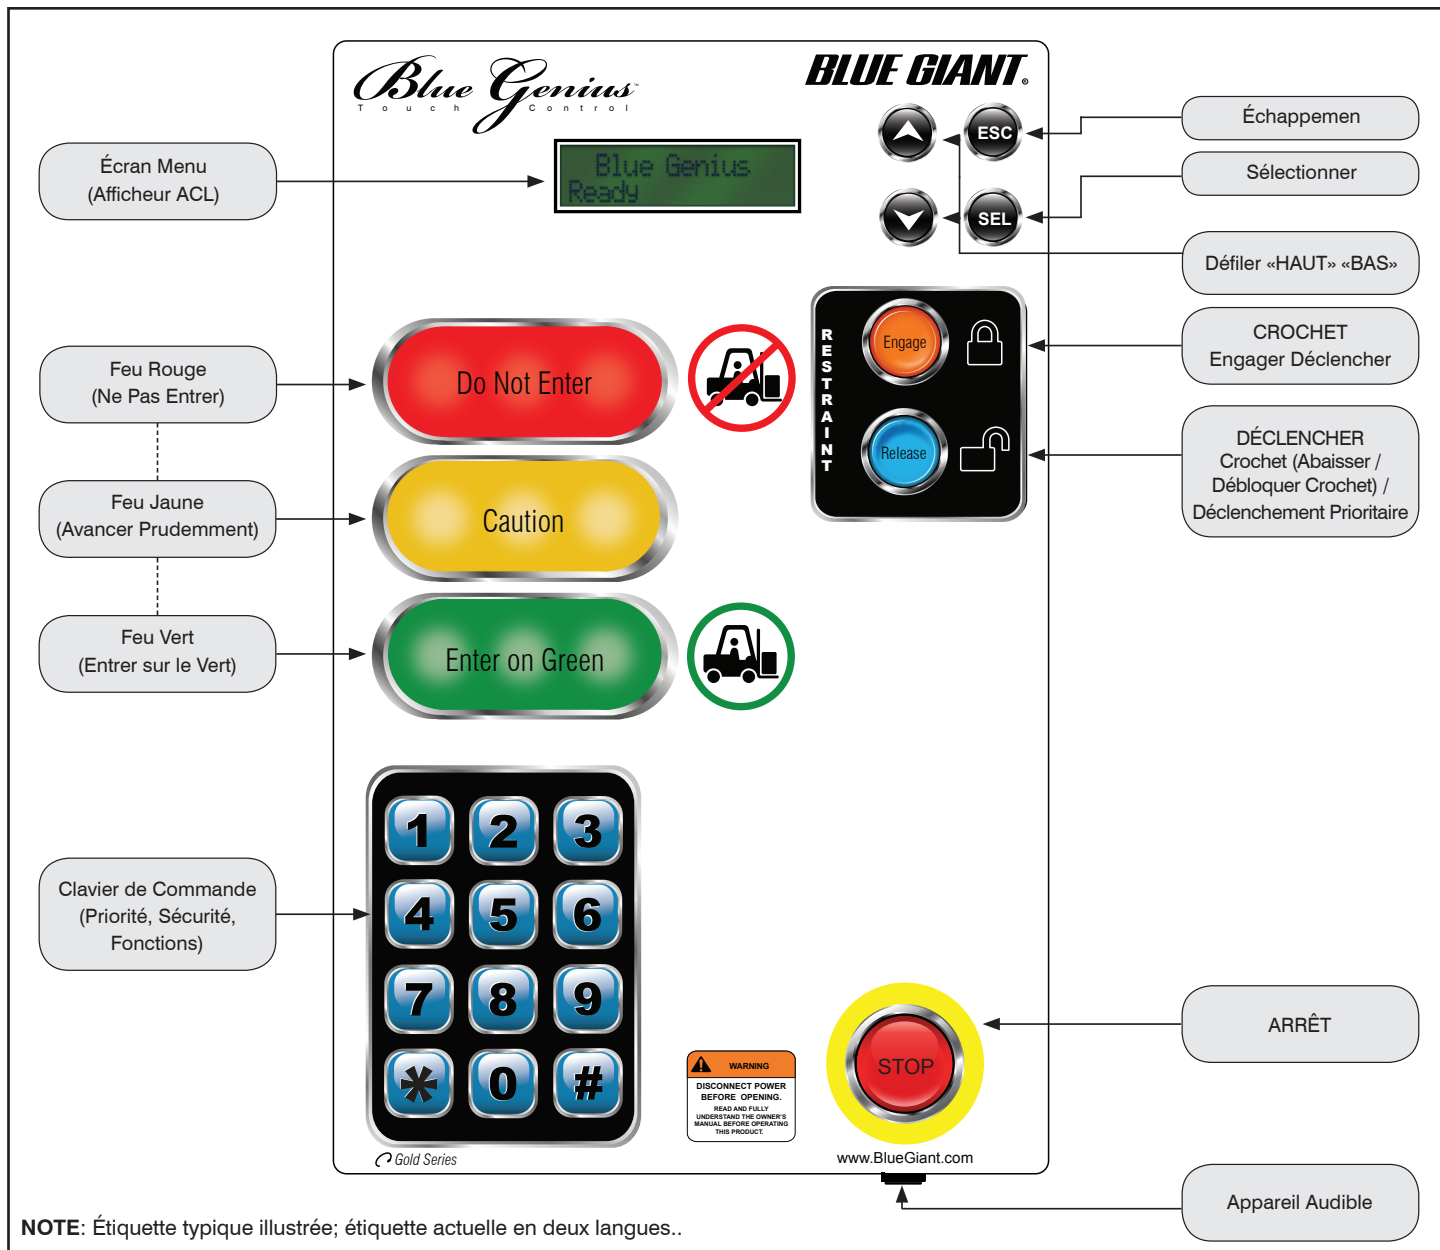 Blue Genius™
Touch Control
BLUE GIANT®
ESC
SEL
Échappemen
Sélectionner
Défiler «HAUT» «BAS»
Écran Menu
(Afficheur ACL)
Blue Genius
Ready
RESTRAINT
Engage
Release
CROCHET
Engager Déclencher
DÉCLENCHER
Crochet (Abaisser /
Débloquer Crochet) /
Déclenchement Prioritaire
Feu Rouge
(Ne Pas Entrer)
Do Not Enter
Feu Jaune
(Avancer Prudemment)
Caution
Feu Vert
(Entrer sur le Vert)
Enter on Green
Clavier de Commande
(Priorité, Sécurité,
Fonctions)
1 2 3
4 5 6
7 8 9
* 0 #
Gold Series
WARNING
DISCONNECT POWER
BEFORE OPENING.
READ AND FULLY
UNDERSTAND THE OWNER'S
MANUAL BEFORE OPERATING
THIS PRODUCT.
STOP
ARRÊT
www.BlueGiant.com
Appareil Audible
NOTE: Étiquette typique illustrée; étiquette actuelle en deux langues..